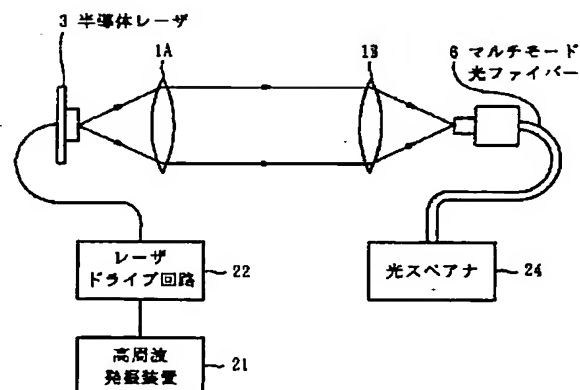 3 半導体レーザ
1A
1B
6 マルチモード
光ファイバー
レーザ
ドライブ回路
22
光スペアナ
24
高周波
発振装置
21